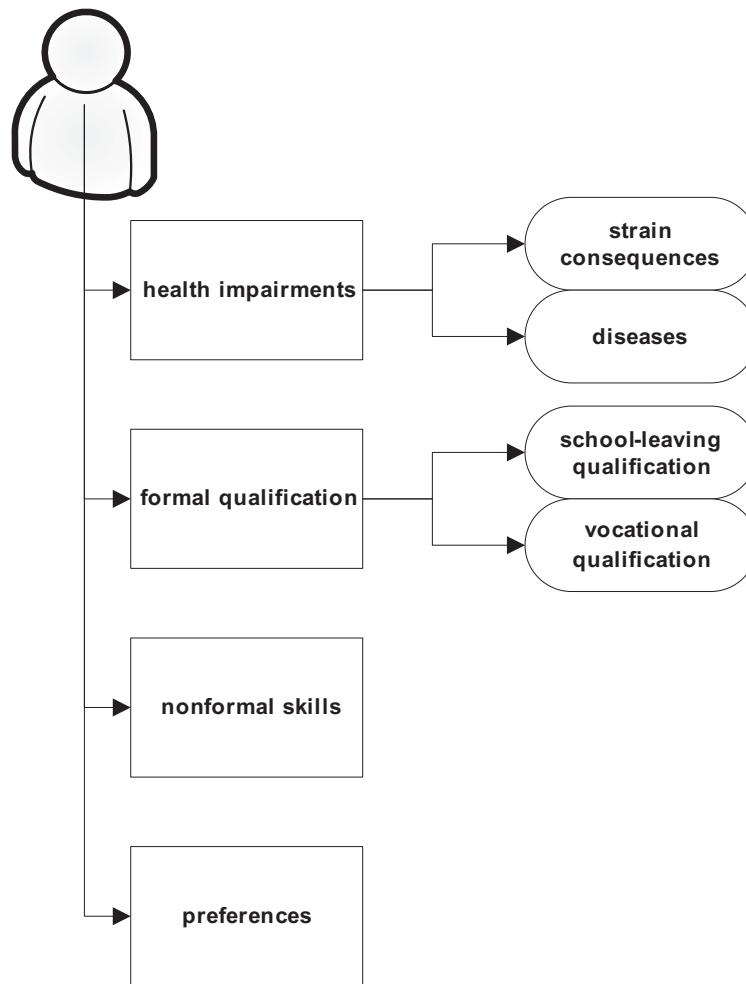 strain
consequences
health impairments
diseases
school-leaving
qualification
formal qualification
vocational
qualification
nonformal skills
preferences